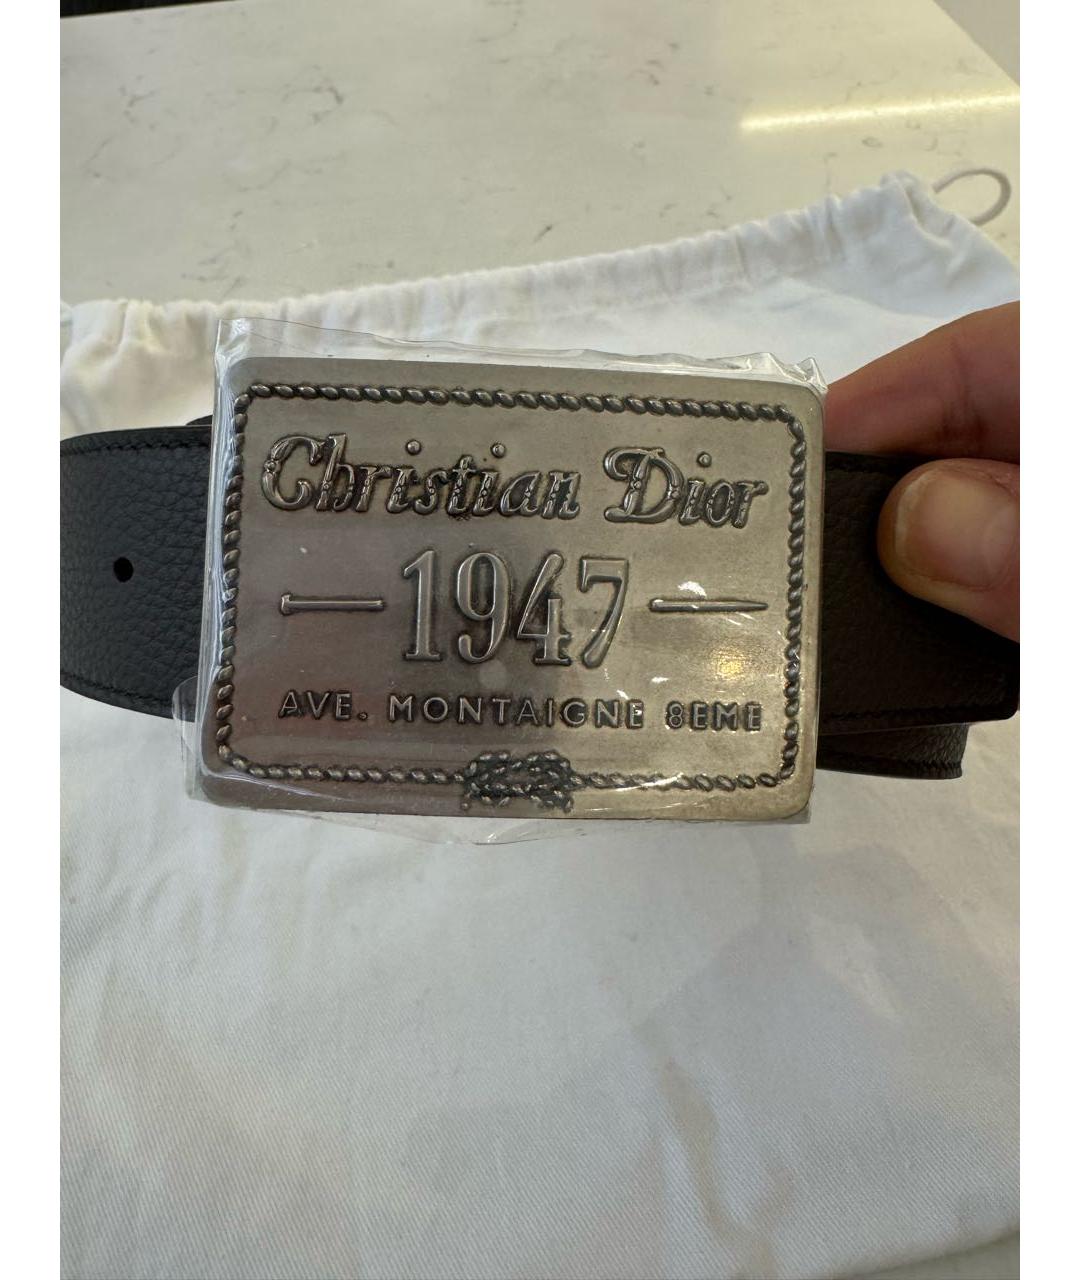 Christian Dior
1947
AVE. MONTAIGNE 8EME